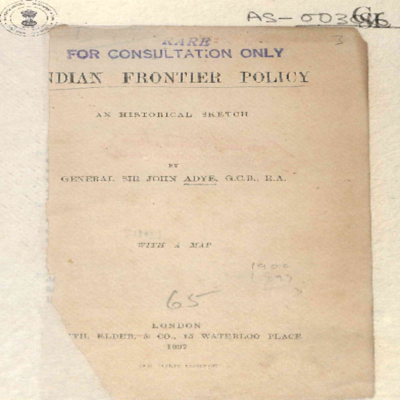 AS-003
RARE
FOR CONSULTATION ONLY
3
NDIAN FRONTIER POLICY
AN HISTORICAL SKETCH
BY
GENERAL SIR JOHN ADYE, G.C.B., R.A.
WITH A MAP
65
LONDON
ELDER, & CO., 15 WATERLOO PLACE
1897